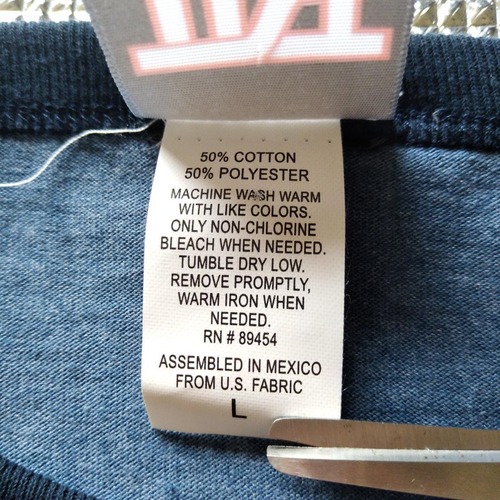 50% COTTON
50% POLYESTER
MACHINE WASH WARM
WITH LIKE COLORS.
ONLY NON-CHLORINE
BLEACH WHEN NEEDED.
TUMBLE DRY LOW.
REMOVE PROMPTLY,
WARM IRON WHEN
NEEDED.
RN # 89454
ASSEMBLED IN MEXICO
FROM U.S. FABRIC
L